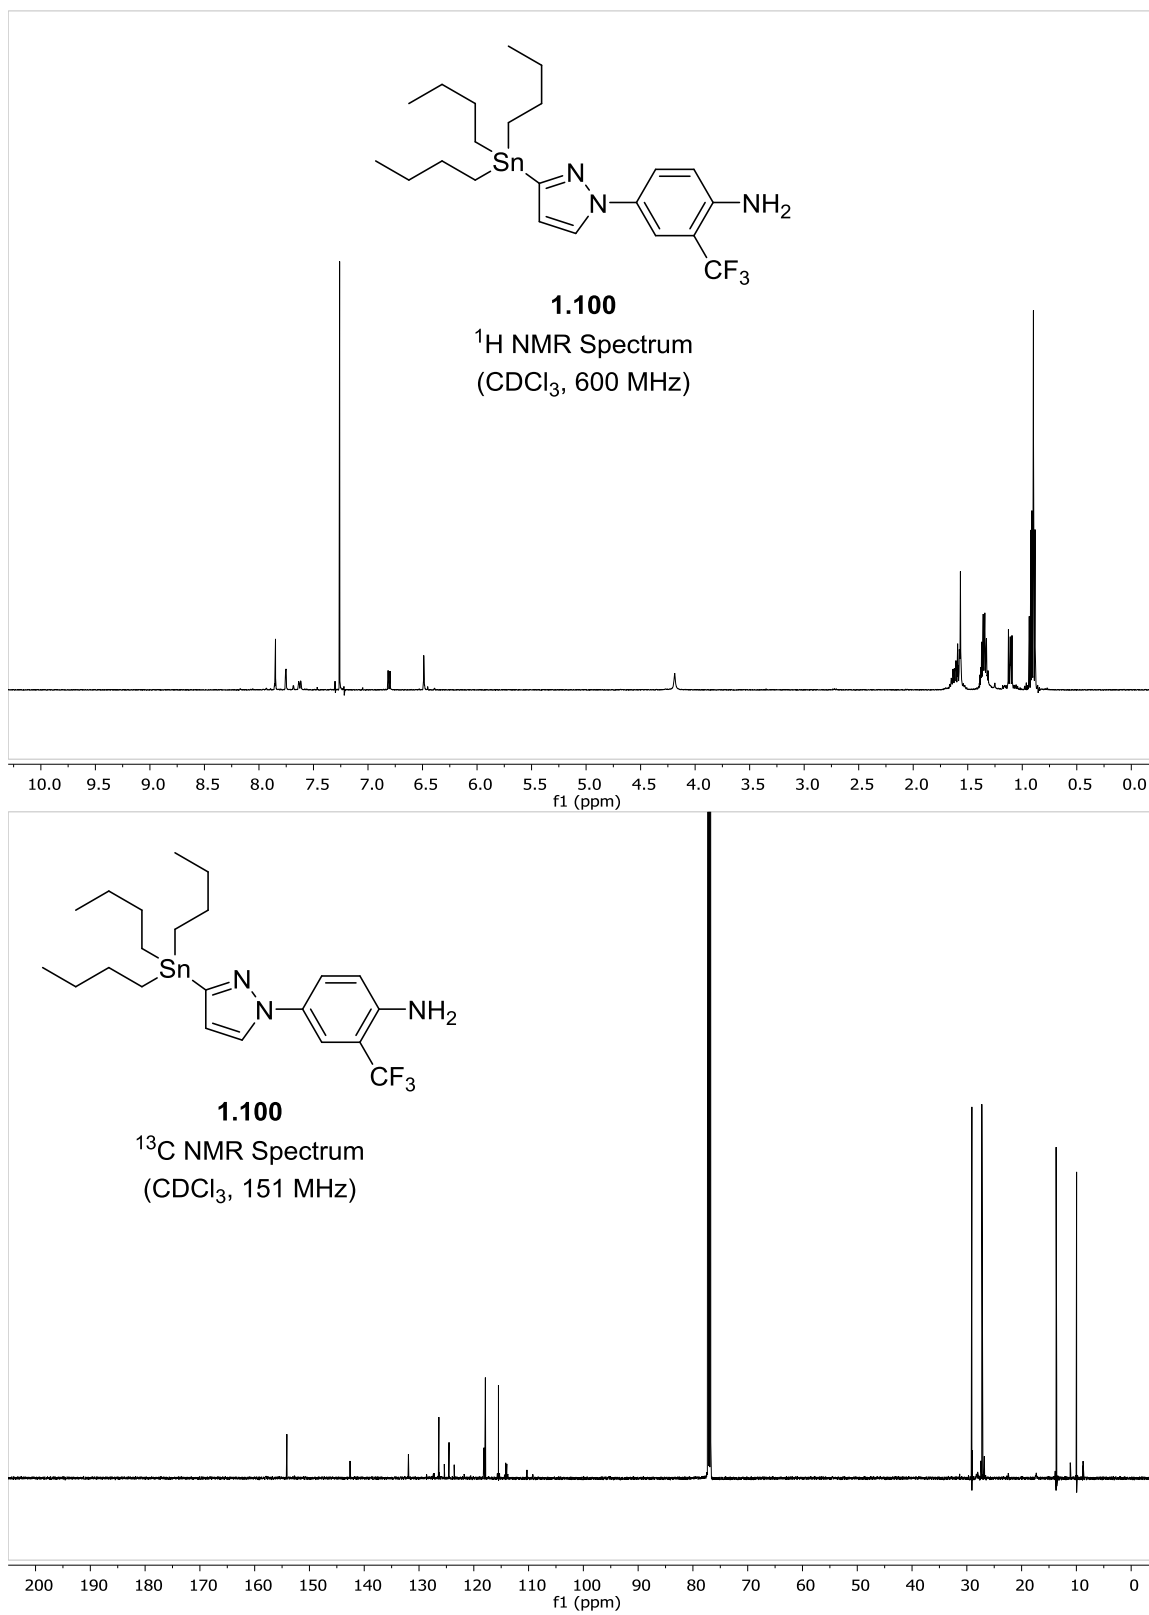 Sn
N
N
NH2
CF3
1.100
1H NMR Spectrum
(CDCl3, 600 MHz)
10.0 9.5 9.0 8.5 8.0 7.5 7.0 6.5 6.0 5.5 5.0 4.5 4.0 3.5 3.0 2.5 2.0 1.5 1.0 0.5 0.0
f1 (ppm)
Sn
N
N
NH2
CF3
1.100
13C NMR Spectrum
(CDCl3, 151 MHz)
200 190 180 170 160 150 140 130 120 110 100 90 80 70 60 50 40 30 20 10 0
f1 (ppm)